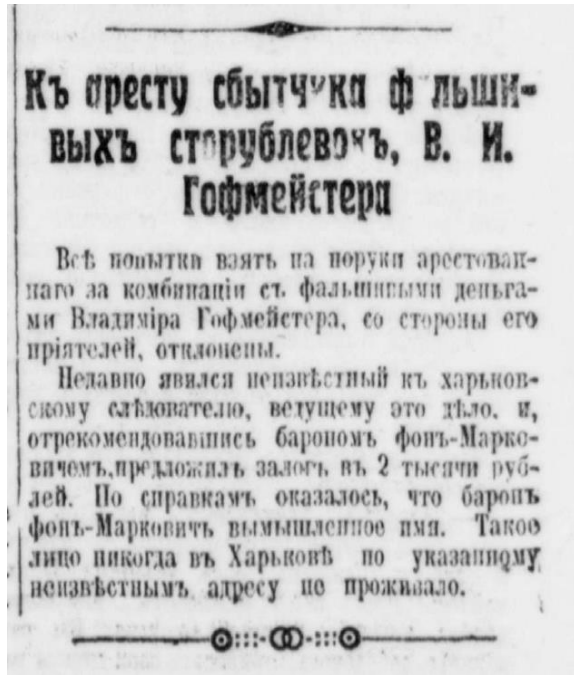 Къ аресту сбытчика фальши-
выхъ сторублевокъ, В. И.
Гофмейстера
Всѣ попытки взять на поруки арестован-
наго за комбинаціи съ фальшивыми деньга-
ми Владиміра Гофмейстера, со стороны его
пріятелей, отклонены.
Недавно явился неизвѣстный къ харьков-
скому слѣдователю, ведущему это дѣло, и,
отрекомендовавшись барономъ фонъ-Марко-
вичемъ,предложилъ залогъ въ 2 тысячи руб-
лей. По справкамъ оказалось, что баронъ
фонъ-Марковичъ вымышленное имя. Такое
лицо никогда въ Харьковѣ по указанному
неизвѣстнымъ адресу не проживало.